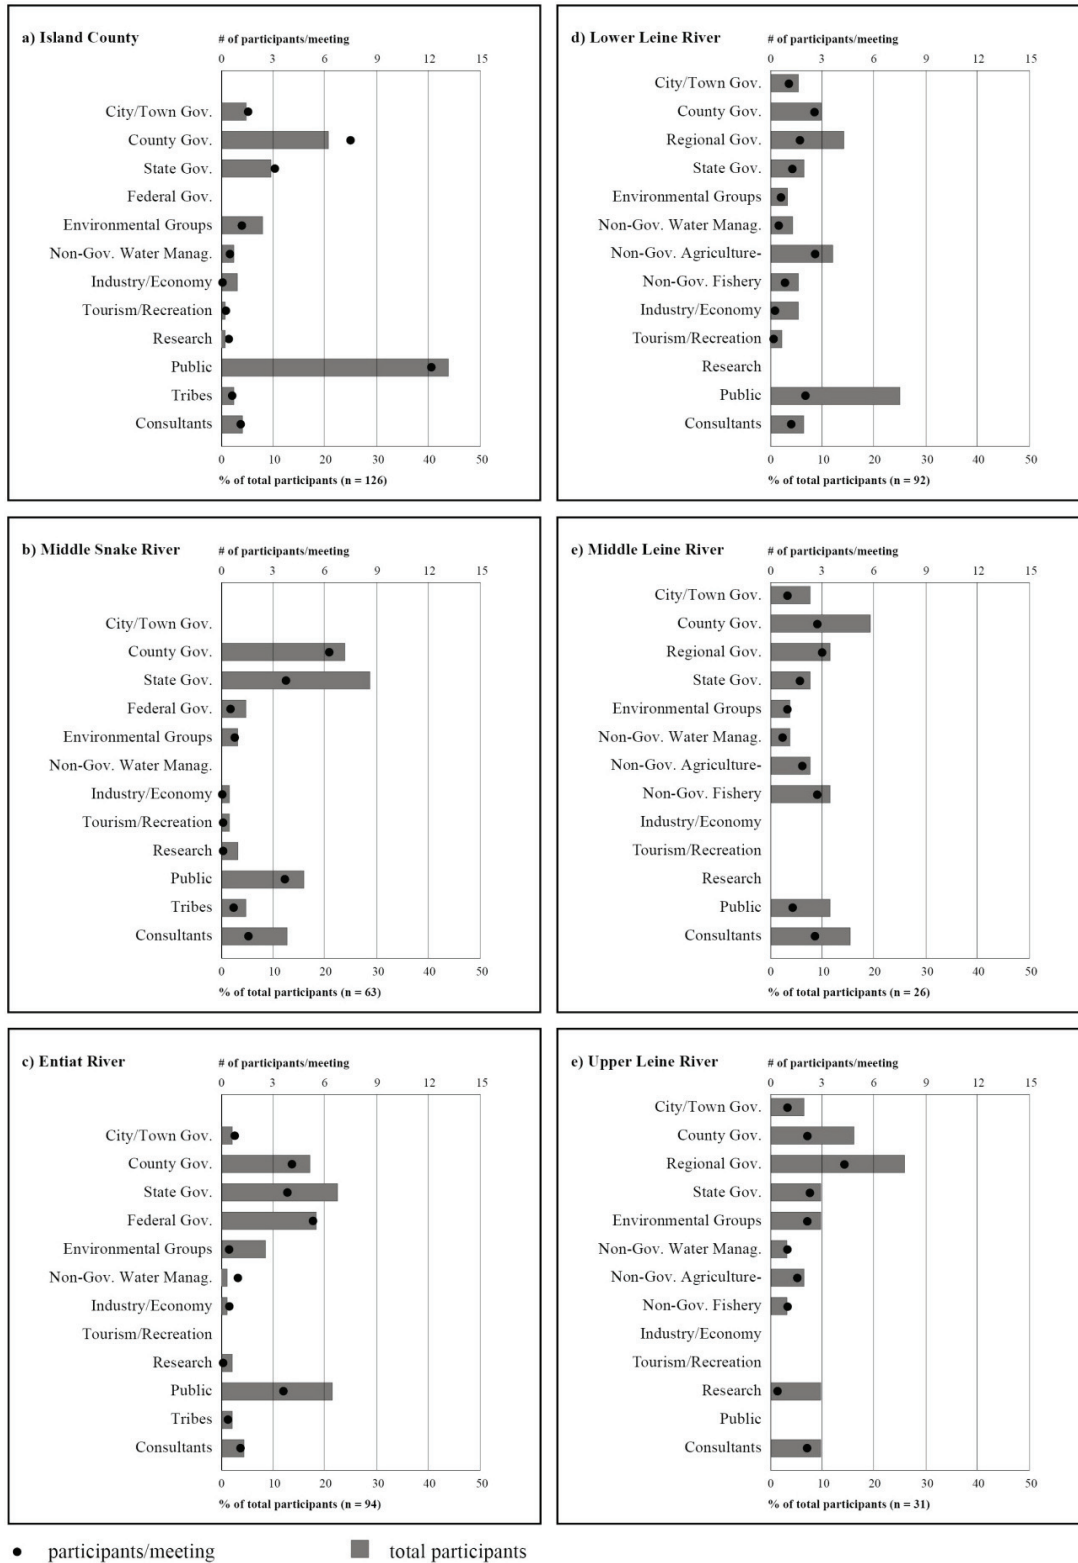 a) Island County
# of participants/meeting
0 3 6 9 12 15
City/Town Gov.
County Gov.
State Gov.
Federal Gov.
Environmental Groups
Non-Gov. Water Manag.
Industry/Economy
Tourism/Recreation
Research
Public
Tribes
Consultants
0 10 20 30 40 50
% of total participants (n = 126)
d) Lower Leine River
# of participants/meeting
0 3 6 9 12 15
City/Town Gov.
County Gov.
Regional Gov.
State Gov.
Environmental Groups
Non-Gov. Water Manag.
Non-Gov. Agriculture-
Non-Gov. Fishery
Industry/Economy
Tourism/Recreation
Research
Public
Consultants
0 10 20 30 40 50
% of total participants (n = 92)
b) Middle Snake River
# of participants/meeting
0 3 6 9 12 15
City/Town Gov.
County Gov.
State Gov.
Federal Gov.
Environmental Groups
Non-Gov. Water Manag.
Industry/Economy
Tourism/Recreation
Research
Public
Tribes
Consultants
0 10 20 30 40 50
% of total participants (n = 63)
e) Middle Leine River
# of participants/meeting
0 3 6 9 12 15
City/Town Gov.
County Gov.
Regional Gov.
State Gov.
Environmental Groups
Non-Gov. Water Manag.
Non-Gov. Agriculture-
Non-Gov. Fishery
Industry/Economy
Tourism/Recreation
Research
Public
Consultants
0 10 20 30 40 50
% of total participants (n = 26)
c) Entiat River
# of participants/meeting
0 3 6 9 12 15
City/Town Gov.
County Gov.
State Gov.
Federal Gov.
Environmental Groups
Non-Gov. Water Manag.
Industry/Economy
Tourism/Recreation
Research
Public
Tribes
Consultants
0 10 20 30 40 50
% of total participants (n = 94)
e) Upper Leine River
# of participants/meeting
0 3 6 9 12 15
City/Town Gov.
County Gov.
Regional Gov.
State Gov.
Environmental Groups
Non-Gov. Water Manag.
Non-Gov. Agriculture-
Non-Gov. Fishery
Industry/Economy
Tourism/Recreation
Research
Public
Consultants
0 10 20 30 40 50
% of total participants (n = 31)
participants/meeting
total participants